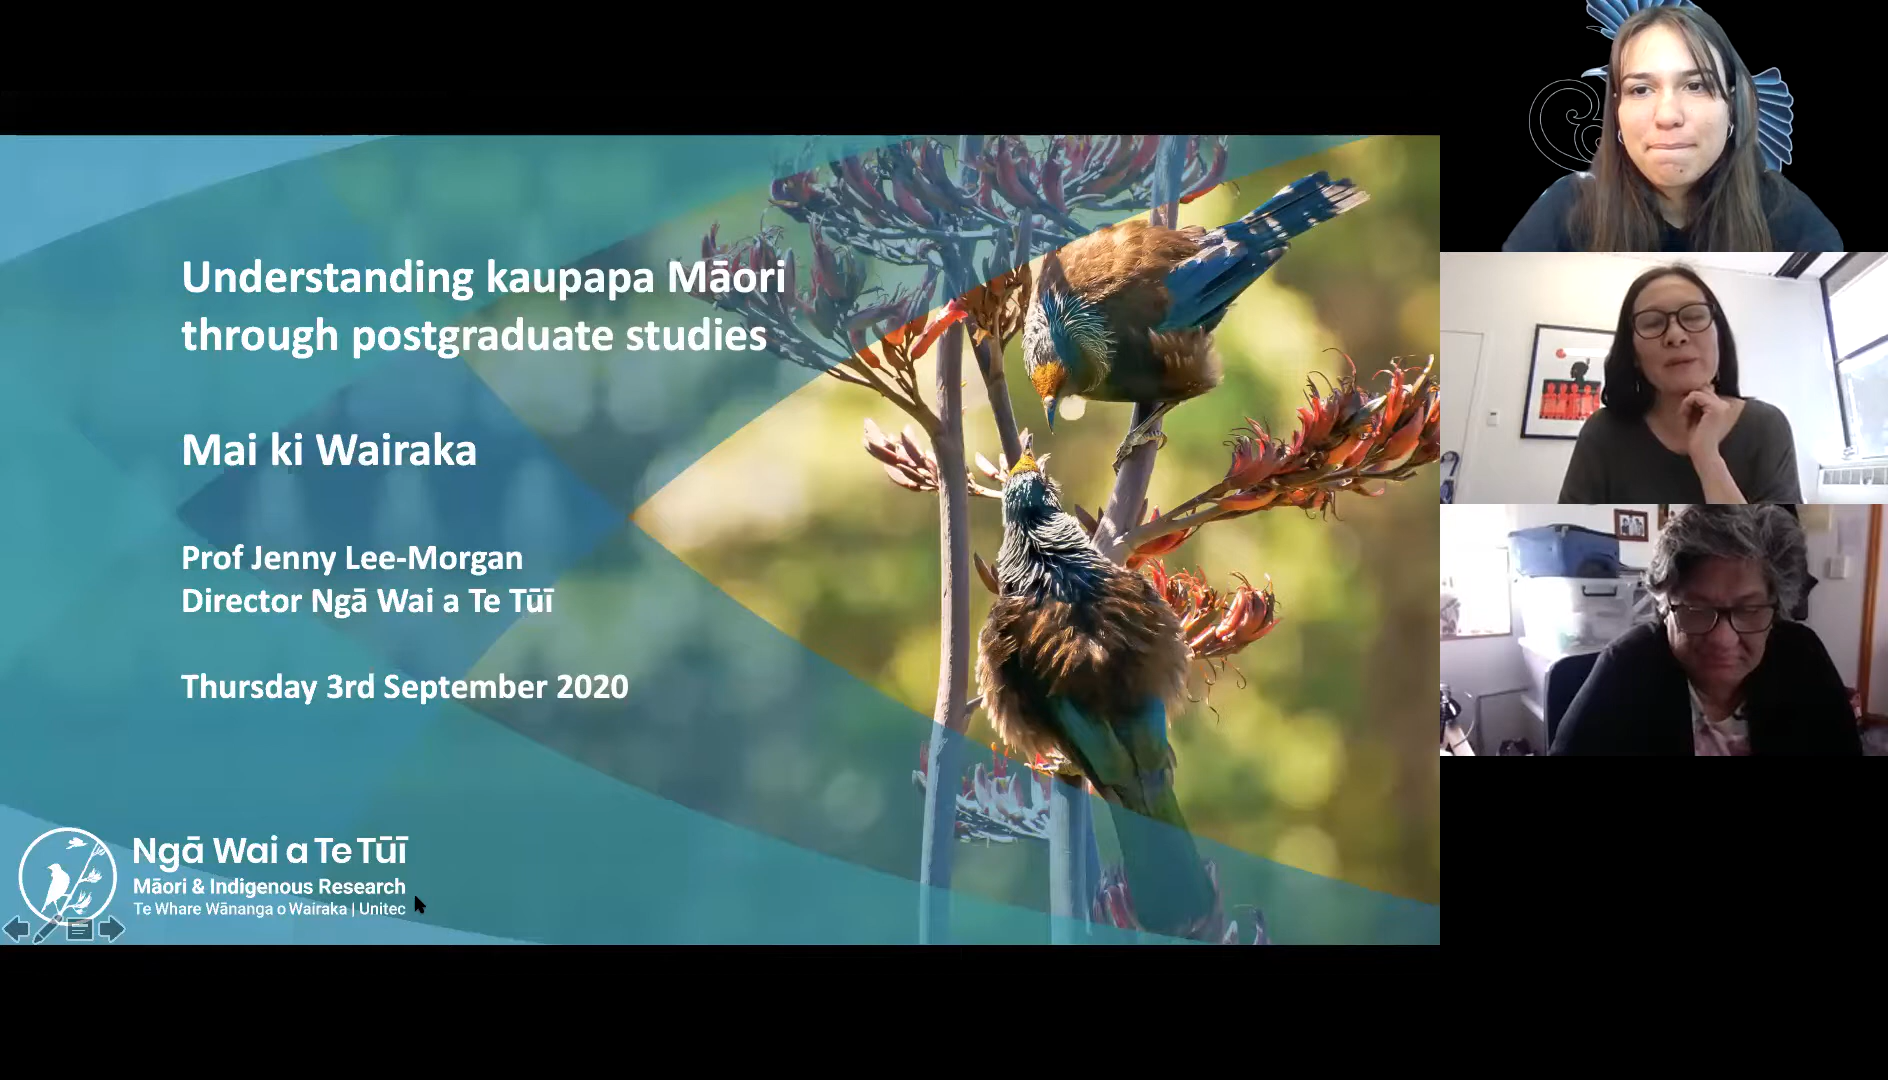 Understanding kaupapa Māori
through postgraduate studies
Mai ki Wairaka
Prof Jenny Lee-Morgan
Director Ngā Wai a Te Tūī
Thursday 3rd September 2020
Ngā Wai a Te Tūī
Māori & Indigenous Research
Te Whare Wānanga o Wairaka | Unitec